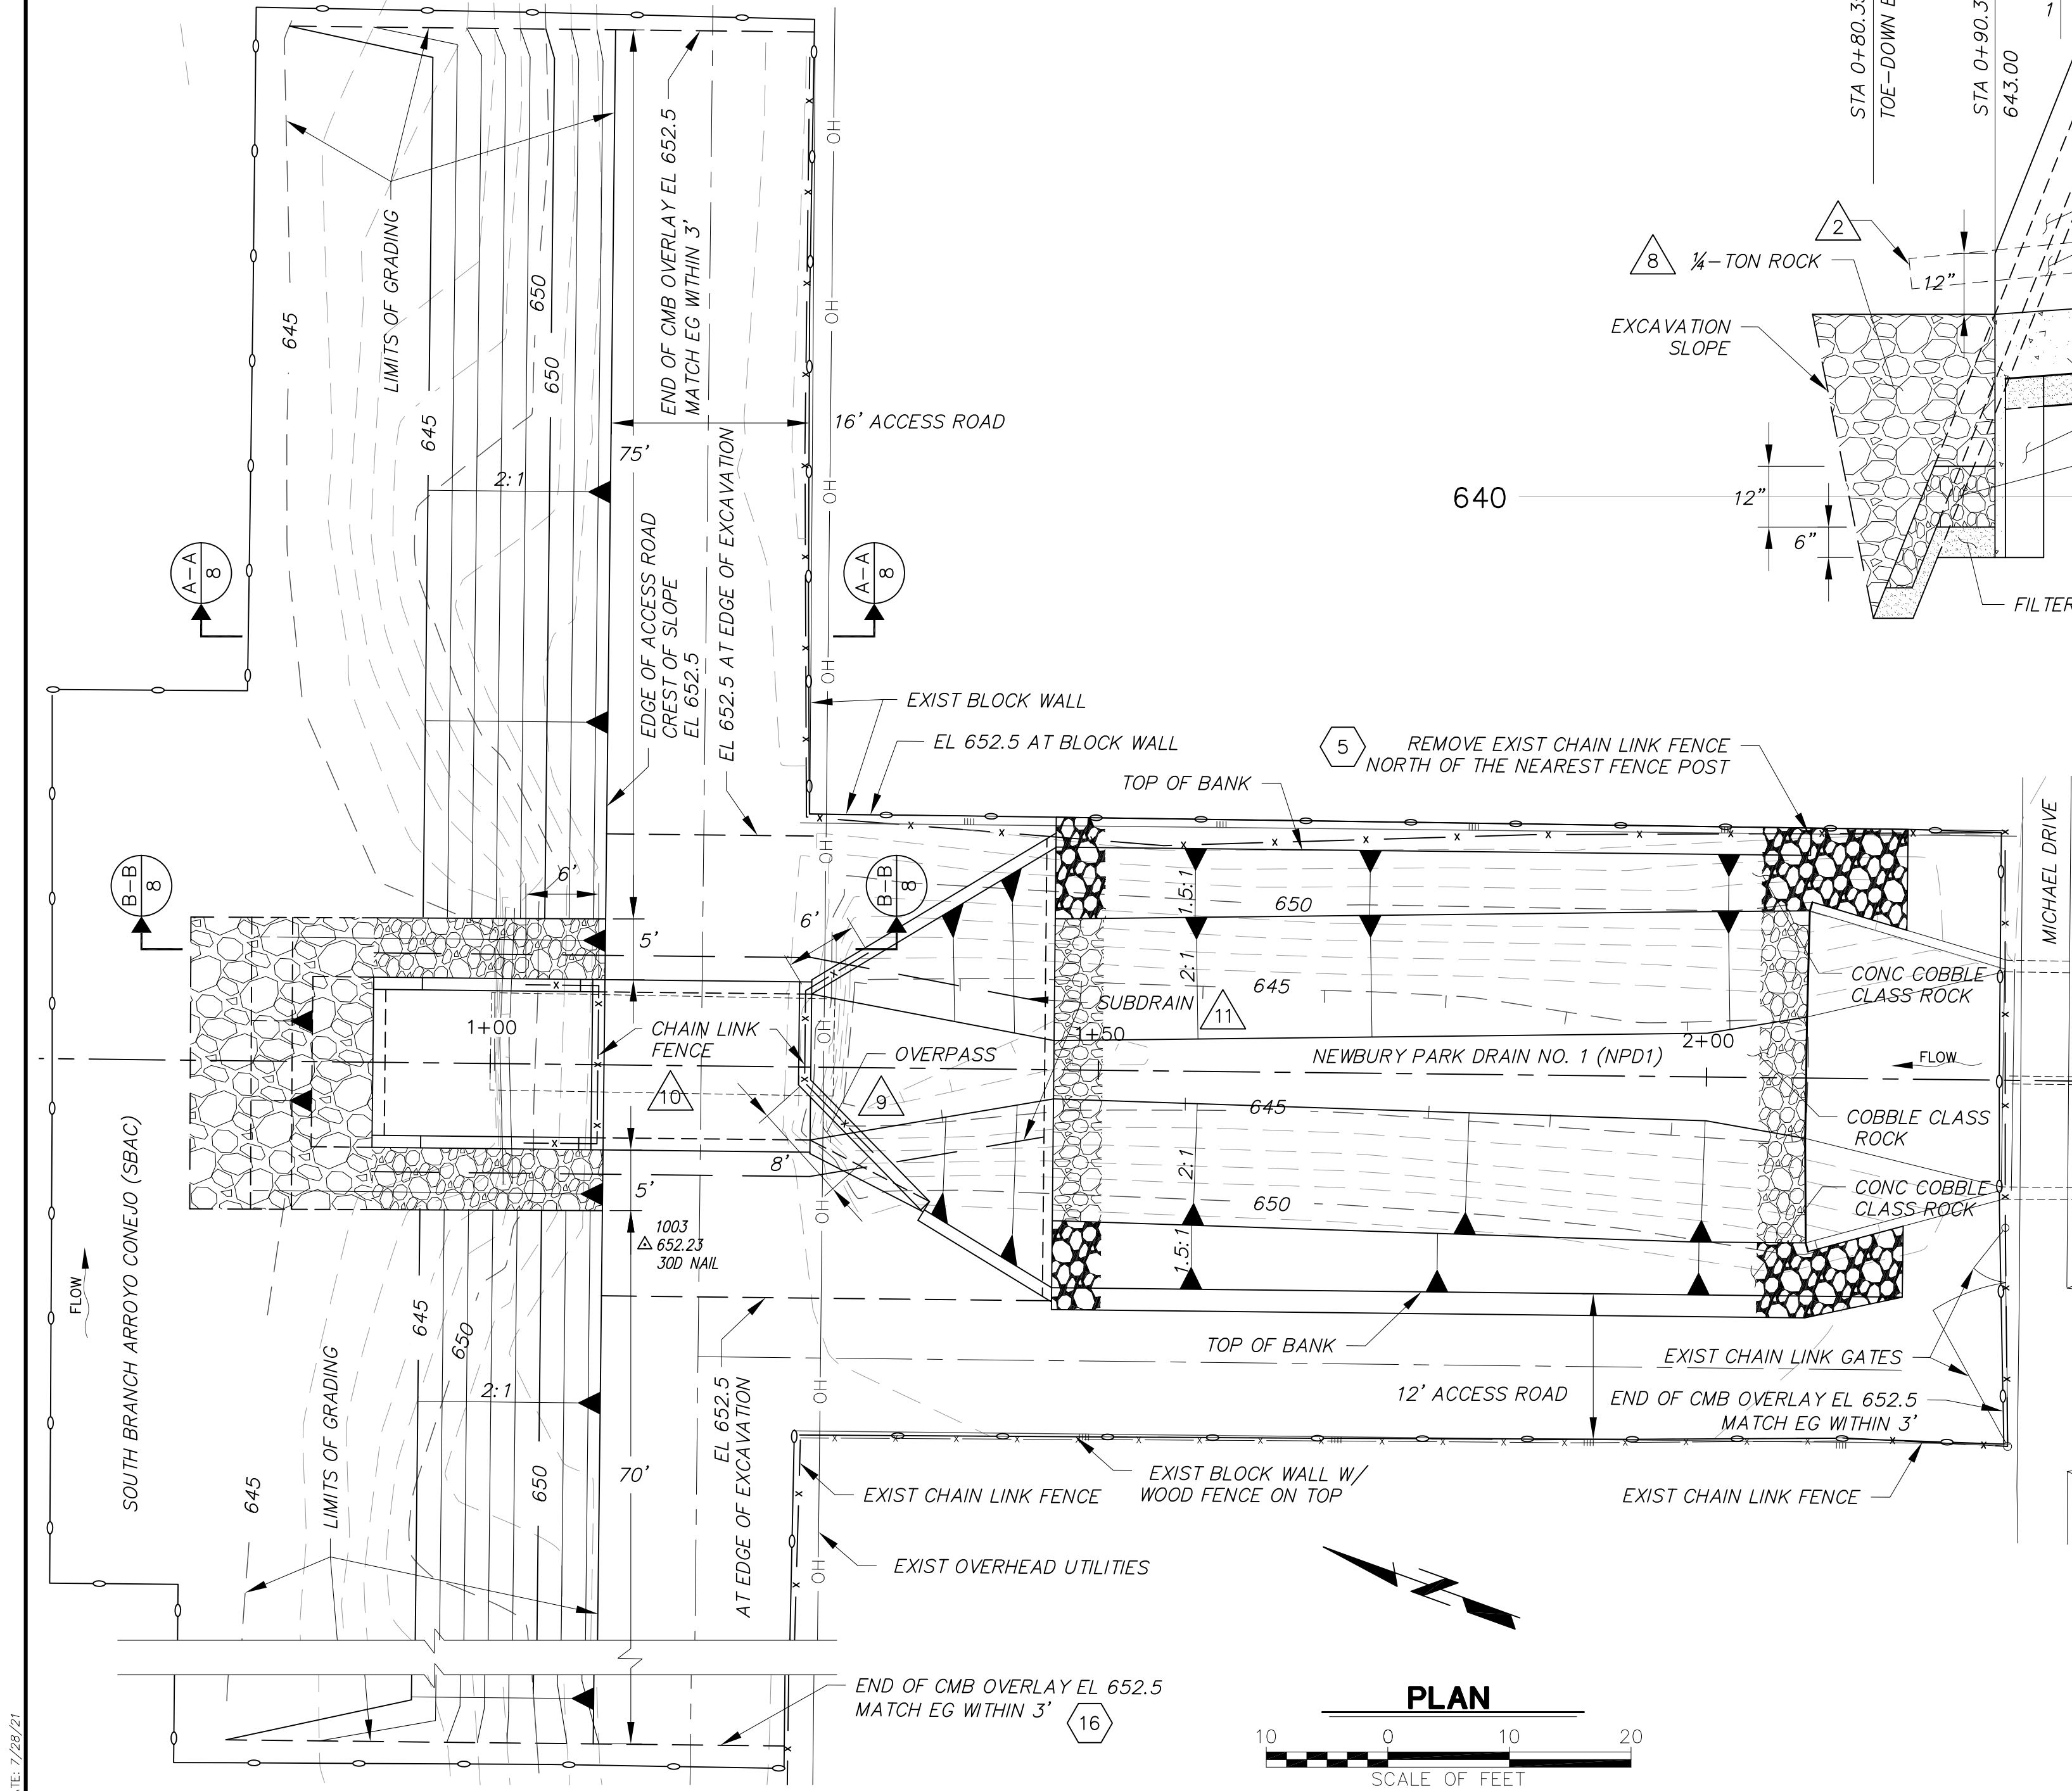 STA 0+80.3
TOE-DOWN
STA 0+90.3
643.00
1
2
8
¼-TON ROCK
12"
EXCAVATION
SLOPE
640
12"
6"
FILTER
645
LIMITS OF GRADING
645
650
650
2:1
75'
END OF CMB OVERLAY EL 652.5
MATCH EG WITHIN 3'
16' ACCESS ROAD
OH
OH
OH
OH
A-A
8
A-A
8
EDGE OF ACCESS ROAD
CREST OF SLOPE
EL 652.5
EL 652.5 AT EDGE OF EXCAVATION
EXIST BLOCK WALL
EL 652.5 AT BLOCK WALL
TOP OF BANK
5
REMOVE EXIST CHAIN LINK FENCE
NORTH OF THE NEAREST FENCE POST
MICHAEL DRIVE
B-B
8
B-B
8
6'
5'
6'
OH
1.5:1
650
2:1
645
SUBDRAIN
11
CONC COBBLE
CLASS ROCK
1+00
CHAIN LINK
FENCE
10
OH
OVERPASS
9
1+50
NEWBURY PARK DRAIN NO. 1 (NPD1)
2+00
FLOW
645
COBBLE CLASS
ROCK
8'
5'
2:1
650
CONC COBBLE
CLASS ROCK
1.5:1
OH
1003
652.23
30D NAIL
SOUTH BRANCH ARROYO CONEJO (SBAC)
FLOW
645
LIMITS OF GRADING
645
650
2:1
650
70'
EL 652.5
AT EDGE OF EXCAVATION
OH
TOP OF BANK
12' ACCESS ROAD
EXIST CHAIN LINK GATES
END OF CMB OVERLAY EL 652.5
MATCH EG WITHIN 3'
EXIST CHAIN LINK FENCE
EXIST BLOCK WALL W/
WOOD FENCE ON TOP
EXIST CHAIN LINK FENCE
EXIST OVERHEAD UTILITIES
OH
END OF CMB OVERLAY EL 652.5
MATCH EG WITHIN 3'
16
N
PLAN
10 0 10 20
SCALE OF FEET
7/28/21